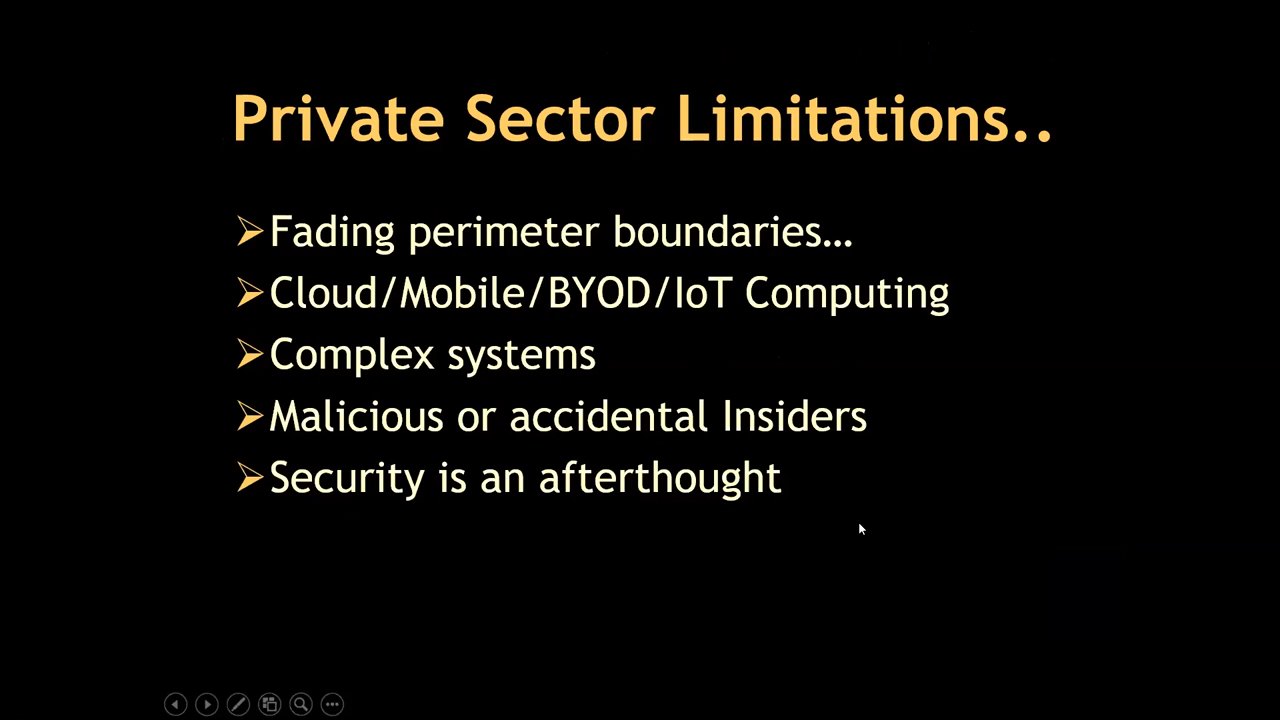 Private Sector Limitations..
Fading perimeter boundaries…
Cloud/Mobile/BYOD/IoT Computing
Complex systems
Malicious or accidental Insiders
Security is an afterthought